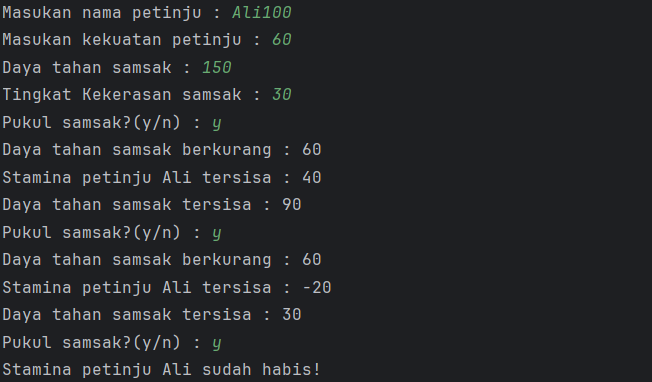 Masukan nama petinju : Ali100
Masukan kekuatan petinju : 60
Daya tahan samsak : 150
Tingkat Kekerasan samsak : 30
Pukul samsak?(y/n) : y
Daya tahan samsak berkurang : 60
Stamina petinju Ali tersisa : 40
Daya tahan samsak tersisa : 90
Pukul samsak?(y/n) : y
Daya tahan samsak berkurang : 60
Stamina petinju Ali tersisa : -20
Daya tahan samsak tersisa : 30
Pukul samsak?(y/n) : y
Stamina petinju Ali sudah habis!